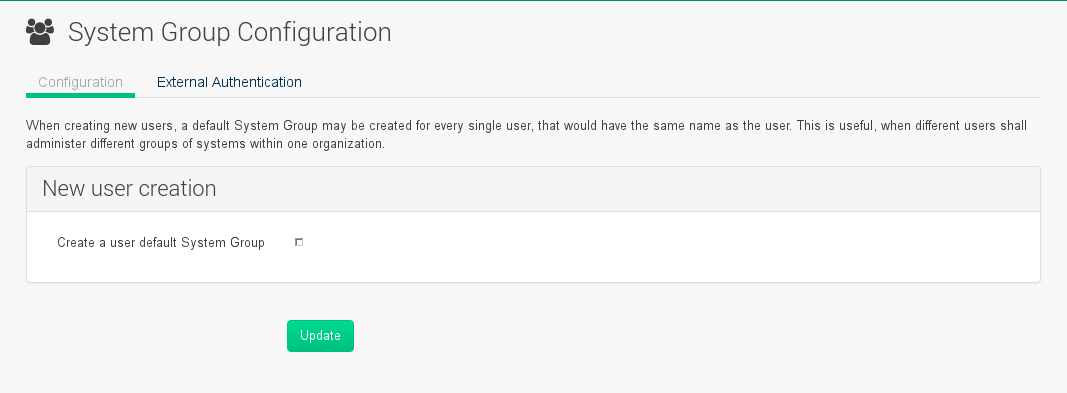 System Group Configuration
Configuration External Authentication
When creating new users, a default System Group may be created for every single user, that would have the same name as the user. This is useful, when different users shall
administer different groups of systems within one organization.
New user creation
Create a user default System Group
Update